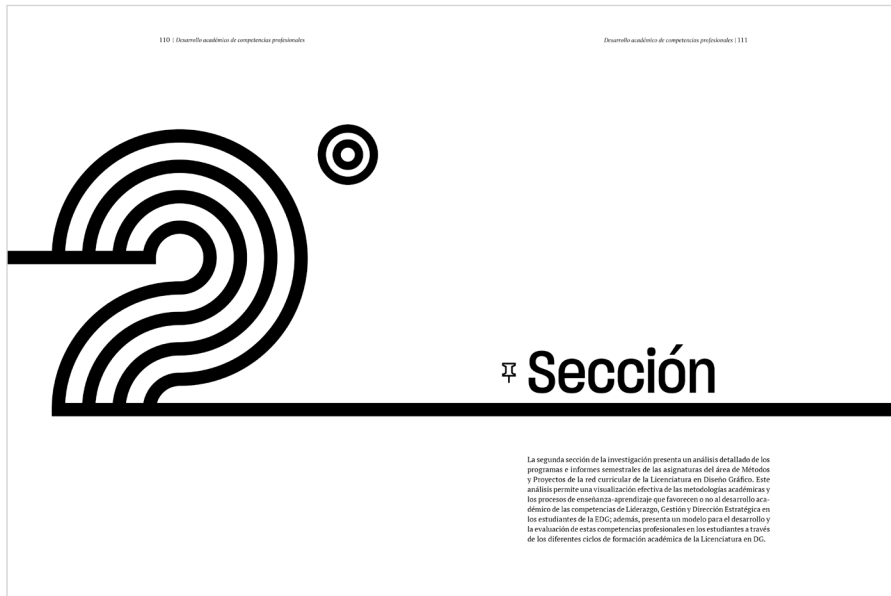 110 | Desarrollo académico de competencias profesionales
Desarrollo académico de competencias profesionales | 111
2°
Sección
La segunda sección de la investigación presenta un análisis detallado de los
programas e informes semestrales de las asignaturas del área de Métodos
y Proyectos de la red curricular de la Licenciatura en Diseño Gráfico. Este
análisis permite una visualización efectiva de las metodologías académicas y
los procesos de enseñanza-aprendizaje que favorecen o no al desarrollo aca-
démico de las competencias de Liderazgo, Gestión y Dirección Estratégica en
los estudiantes de la EDG; además, presenta un modelo para el desarrollo y
la evaluación de estas competencias profesionales en los estudiantes a través
de los diferentes ciclos de formación académica de la Licenciatura en DG.